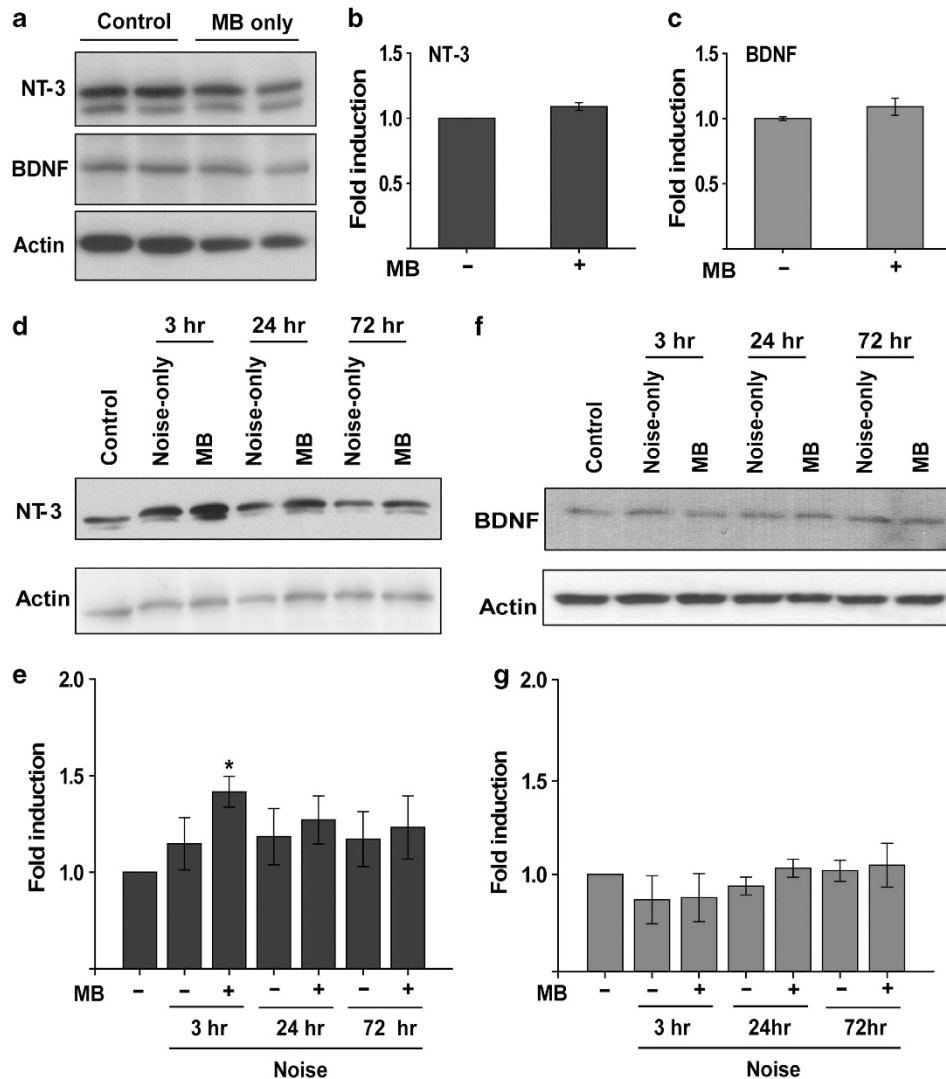 a
Control MB only
NT-3
BDNF
Actin
b
NT-3
Fold induction
1.5
1.0
0.5
MB − +
c
BDNF
Fold induction
1.5
1.0
0.5
MB − +
d
3 hr 24 hr 72 hr
Control Noise-only MB Noise-only MB Noise-only MB
NT-3
Actin
f
3 hr 24 hr 72 hr
Control Noise-only MB Noise-only MB Noise-only MB
BDNF
Actin
e
Fold induction
2.0
1.5
1.0
*
MB − − + − + − +
3 hr 24 hr 72 hr
Noise
g
Fold induction
2.0
1.5
1.0
MB − − + − + − +
3 hr 24hr 72hr
Noise